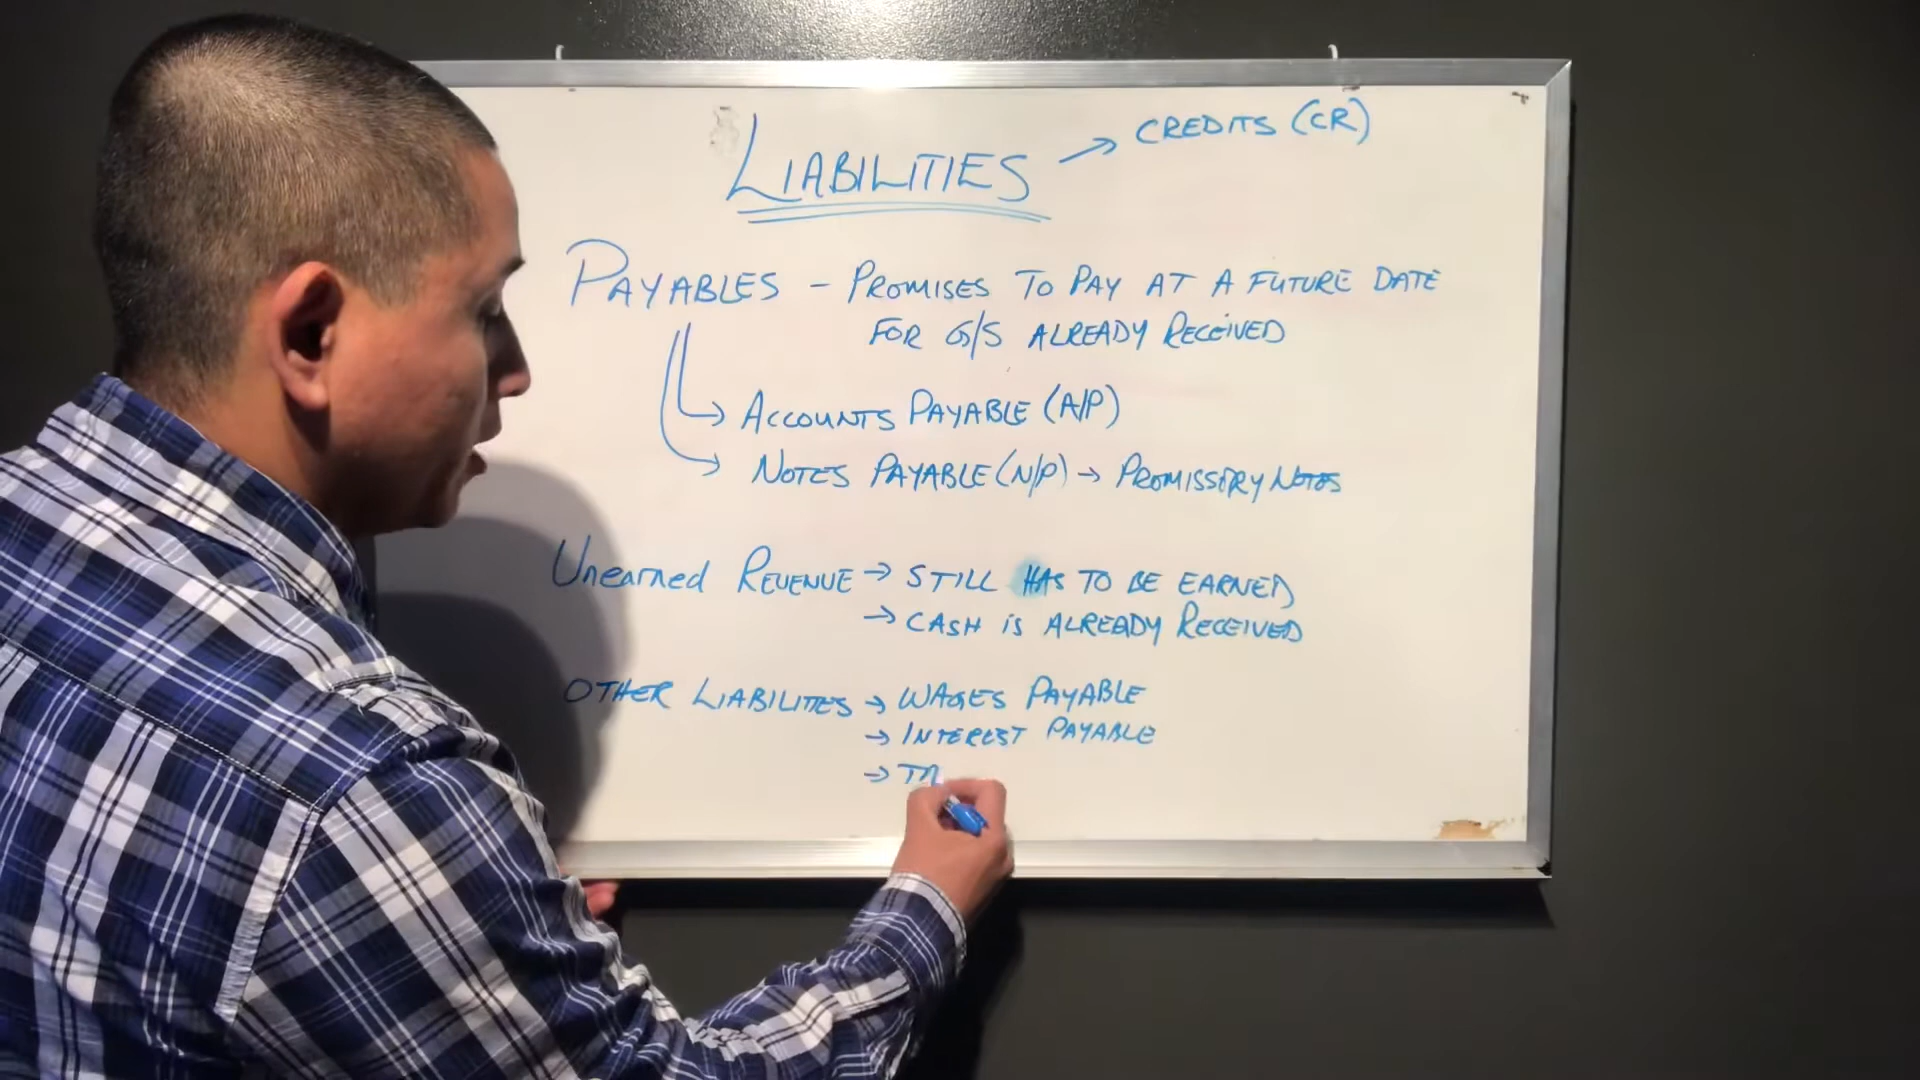 LIABILITIES → CREDITS (CR)
PAYABLES - PROMISES TO PAY AT A FUTURE DATE
FOR G/S ALREADY RECEIVED
→ ACCOUNTS PAYABLE (A/P)
→ NOTES PAYABLE (N/P) → PROMISSORY NOTES
Unearned REVENUE → STILL HAS TO BE EARNED
→ CASH is ALREADY RECEIVED
OTHER LIABILITIES → WAGES PAYABLE
→ INTEREST PAYABLE
→ TA